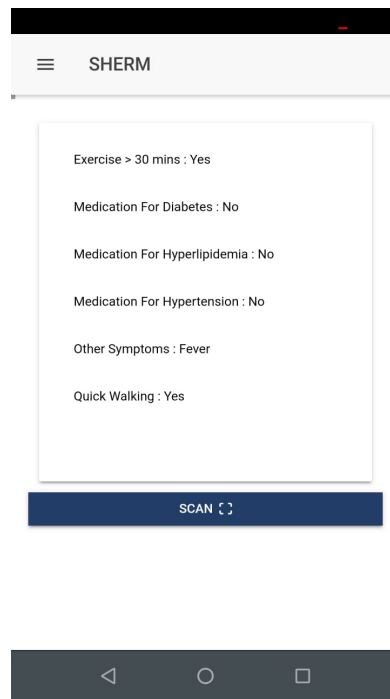 SHERM
Exercise > 30 mins : Yes
Medication For Diabetes : No
Medication For Hyperlipidemia : No
Medication For Hypertension : No
Other Symptoms : Fever
Quick Walking : Yes
SCAN